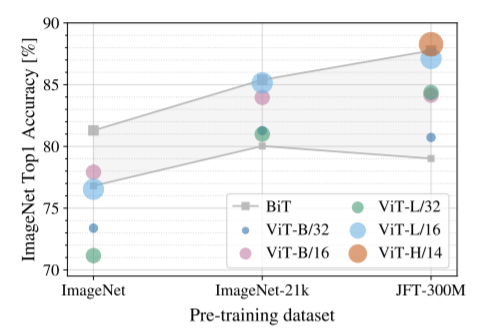 90
85
80
75
70
ImageNet Top1 Accuracy [%]
BiT
ViT-B/32
ViT-B/16
ViT-L/32
ViT-L/16
ViT-H/14
ImageNet
ImageNet-21k
JFT-300M
Pre-training dataset